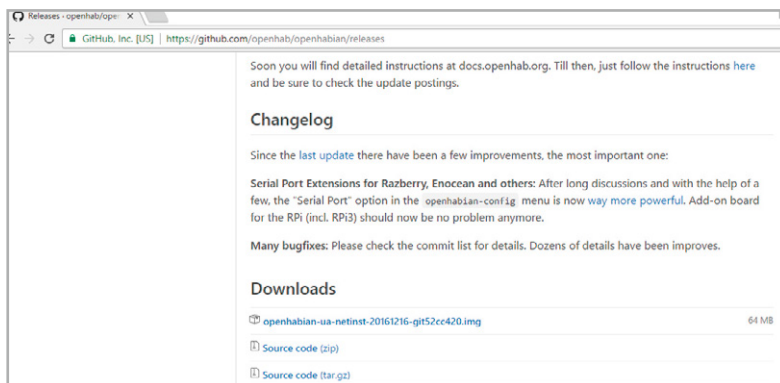 Releases · openhab/open
GitHub, Inc. [US] | https://github.com/openhab/openhabian/releases
Soon you will find detailed instructions at docs.openhab.org. Till then, just follow the instructions here
and be sure to check the update postings.
Changelog
Since the last update there have been a few improvements, the most important one:
Serial Port Extensions for Razberry, Enocean and others: After long discussions and with the help of a
few, the "Serial Port" option in the openhabian-config menu is now way more powerful. Add-on board
for the RPi (incl. RPi3) should now be no problem anymore.
Many bugfixes: Please check the commit list for details. Dozens of details have been improves.
Downloads
openhabian-ua-netinst-20161216-git52cc420.img 64 MB
Source code (zip)
Source code (tar.gz)